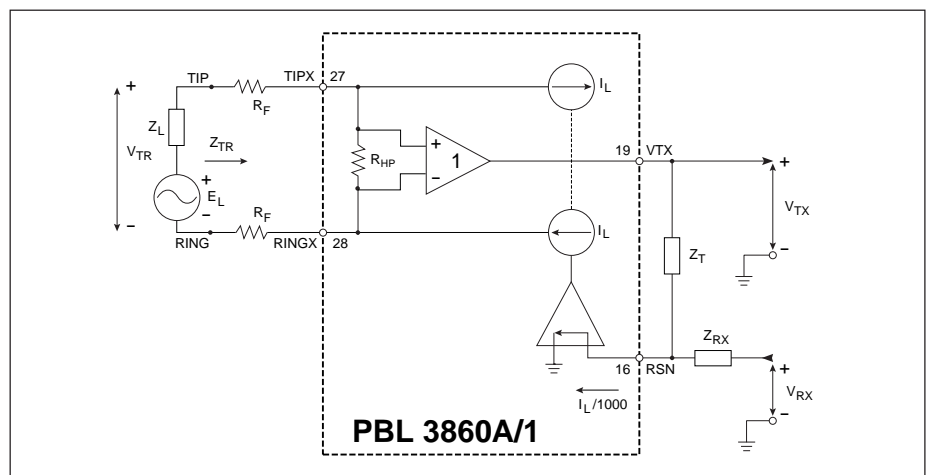 TIP
TIPX
27
R_F
I_L
+
Z_L
V_TR
Z_TR
R_HP
+
−
1
19
VTX
+
+
E_L
−
−
R_F
RING
RINGX
28
I_L
V_TX
−
Z_T
Z_RX
16
RSN
+
I_L/1000
V_RX
−
PBL 3860A/1